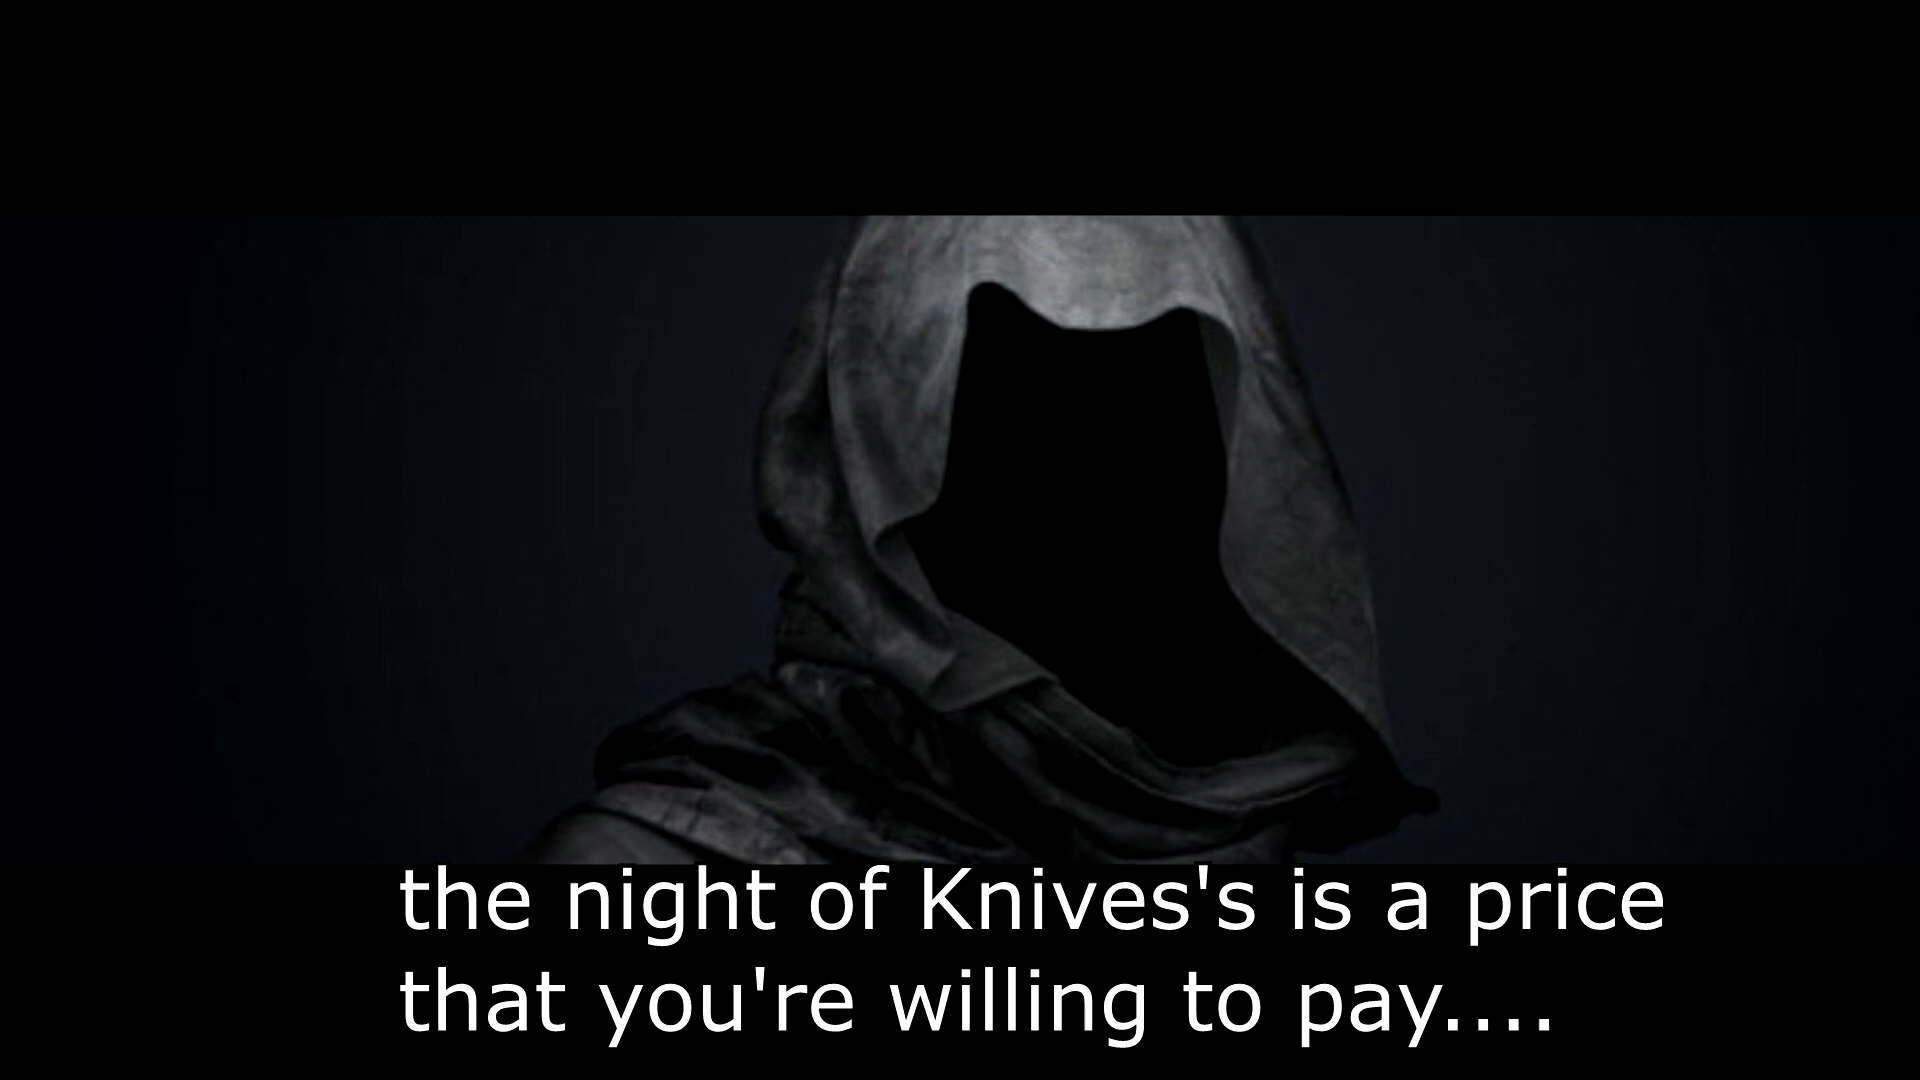 the night of Knives's is a price
that you're willing to pay....